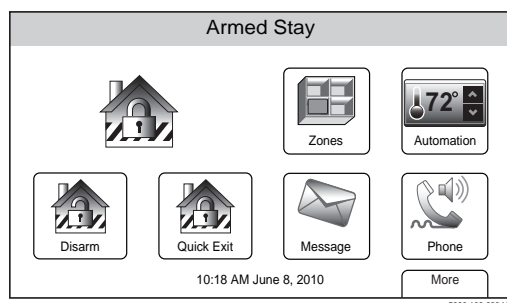 Armed Stay
72°
Zones
Automation
Disarm
Quick Exit
Message
Phone
10:18 AM June 8, 2010
More